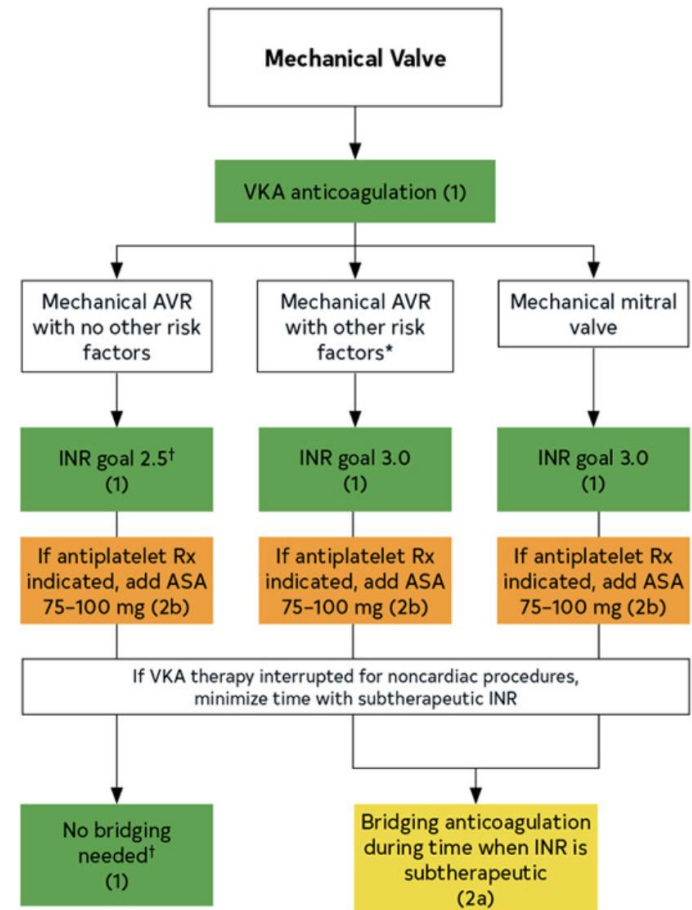 Mechanical Valve
VKA anticoagulation (1)
Mechanical AVR
with no other risk
factors
Mechanical AVR
with other risk
factors*
Mechanical mitral
valve
INR goal 2.5†
(1)
INR goal 3.0
(1)
INR goal 3.0
(1)
If antiplatelet Rx
indicated, add ASA
75–100 mg (2b)
If antiplatelet Rx
indicated, add ASA
75–100 mg (2b)
If antiplatelet Rx
indicated, add ASA
75–100 mg (2b)
If VKA therapy interrupted for noncardiac procedures,
minimize time with subtherapeutic INR
No bridging
needed†
(1)
Bridging anticoagulation
during time when INR is
subtherapeutic
(2a)